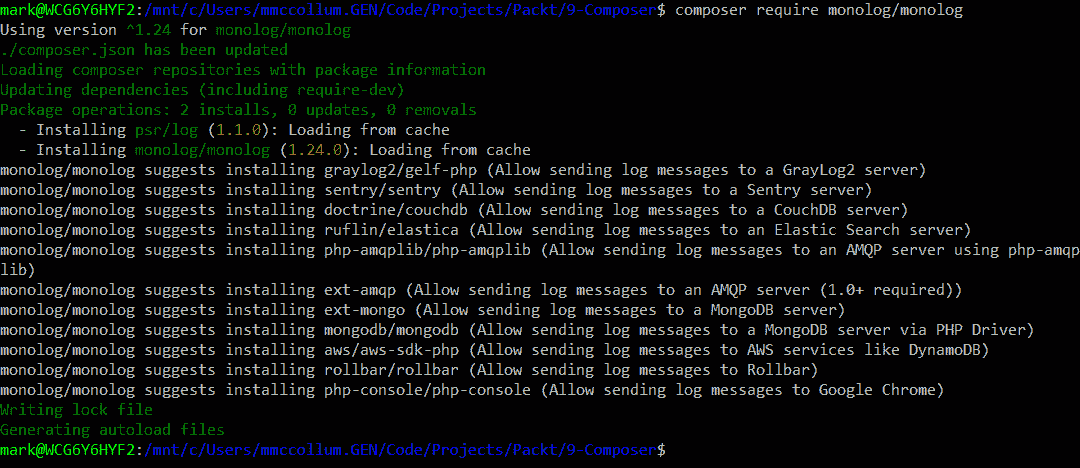 mark@WCG6Y6HYF2:/mnt/c/Users/mmccollum.GEN/Code/Projects/Packt/9-Composer$ composer require monolog/monolog
Using version ^1.24 for monolog/monolog
./composer.json has been updated
Loading composer repositories with package information
Updating dependencies (including require-dev)
Package operations: 2 installs, 0 updates, 0 removals
  - Installing psr/log (1.1.0): Loading from cache
  - Installing monolog/monolog (1.24.0): Loading from cache
monolog/monolog suggests installing graylog2/gelf-php (Allow sending log messages to a GrayLog2 server)
monolog/monolog suggests installing sentry/sentry (Allow sending log messages to a Sentry server)
monolog/monolog suggests installing doctrine/couchdb (Allow sending log messages to a CouchDB server)
monolog/monolog suggests installing ruflin/elastica (Allow sending log messages to an Elastic Search server)
monolog/monolog suggests installing php-amqplib/php-amqplib (Allow sending log messages to an AMQP server using php-amqp
lib)
monolog/monolog suggests installing ext-amqp (Allow sending log messages to an AMQP server (1.0+ required))
monolog/monolog suggests installing ext-mongo (Allow sending log messages to a MongoDB server)
monolog/monolog suggests installing mongodb/mongodb (Allow sending log messages to a MongoDB server via PHP Driver)
monolog/monolog suggests installing aws/aws-sdk-php (Allow sending log messages to AWS services like DynamoDB)
monolog/monolog suggests installing rollbar/rollbar (Allow sending log messages to Rollbar)
monolog/monolog suggests installing php-console/php-console (Allow sending log messages to Google Chrome)
Writing lock file
Generating autoload files
mark@WCG6Y6HYF2:/mnt/c/Users/mmccollum.GEN/Code/Projects/Packt/9-Composer$